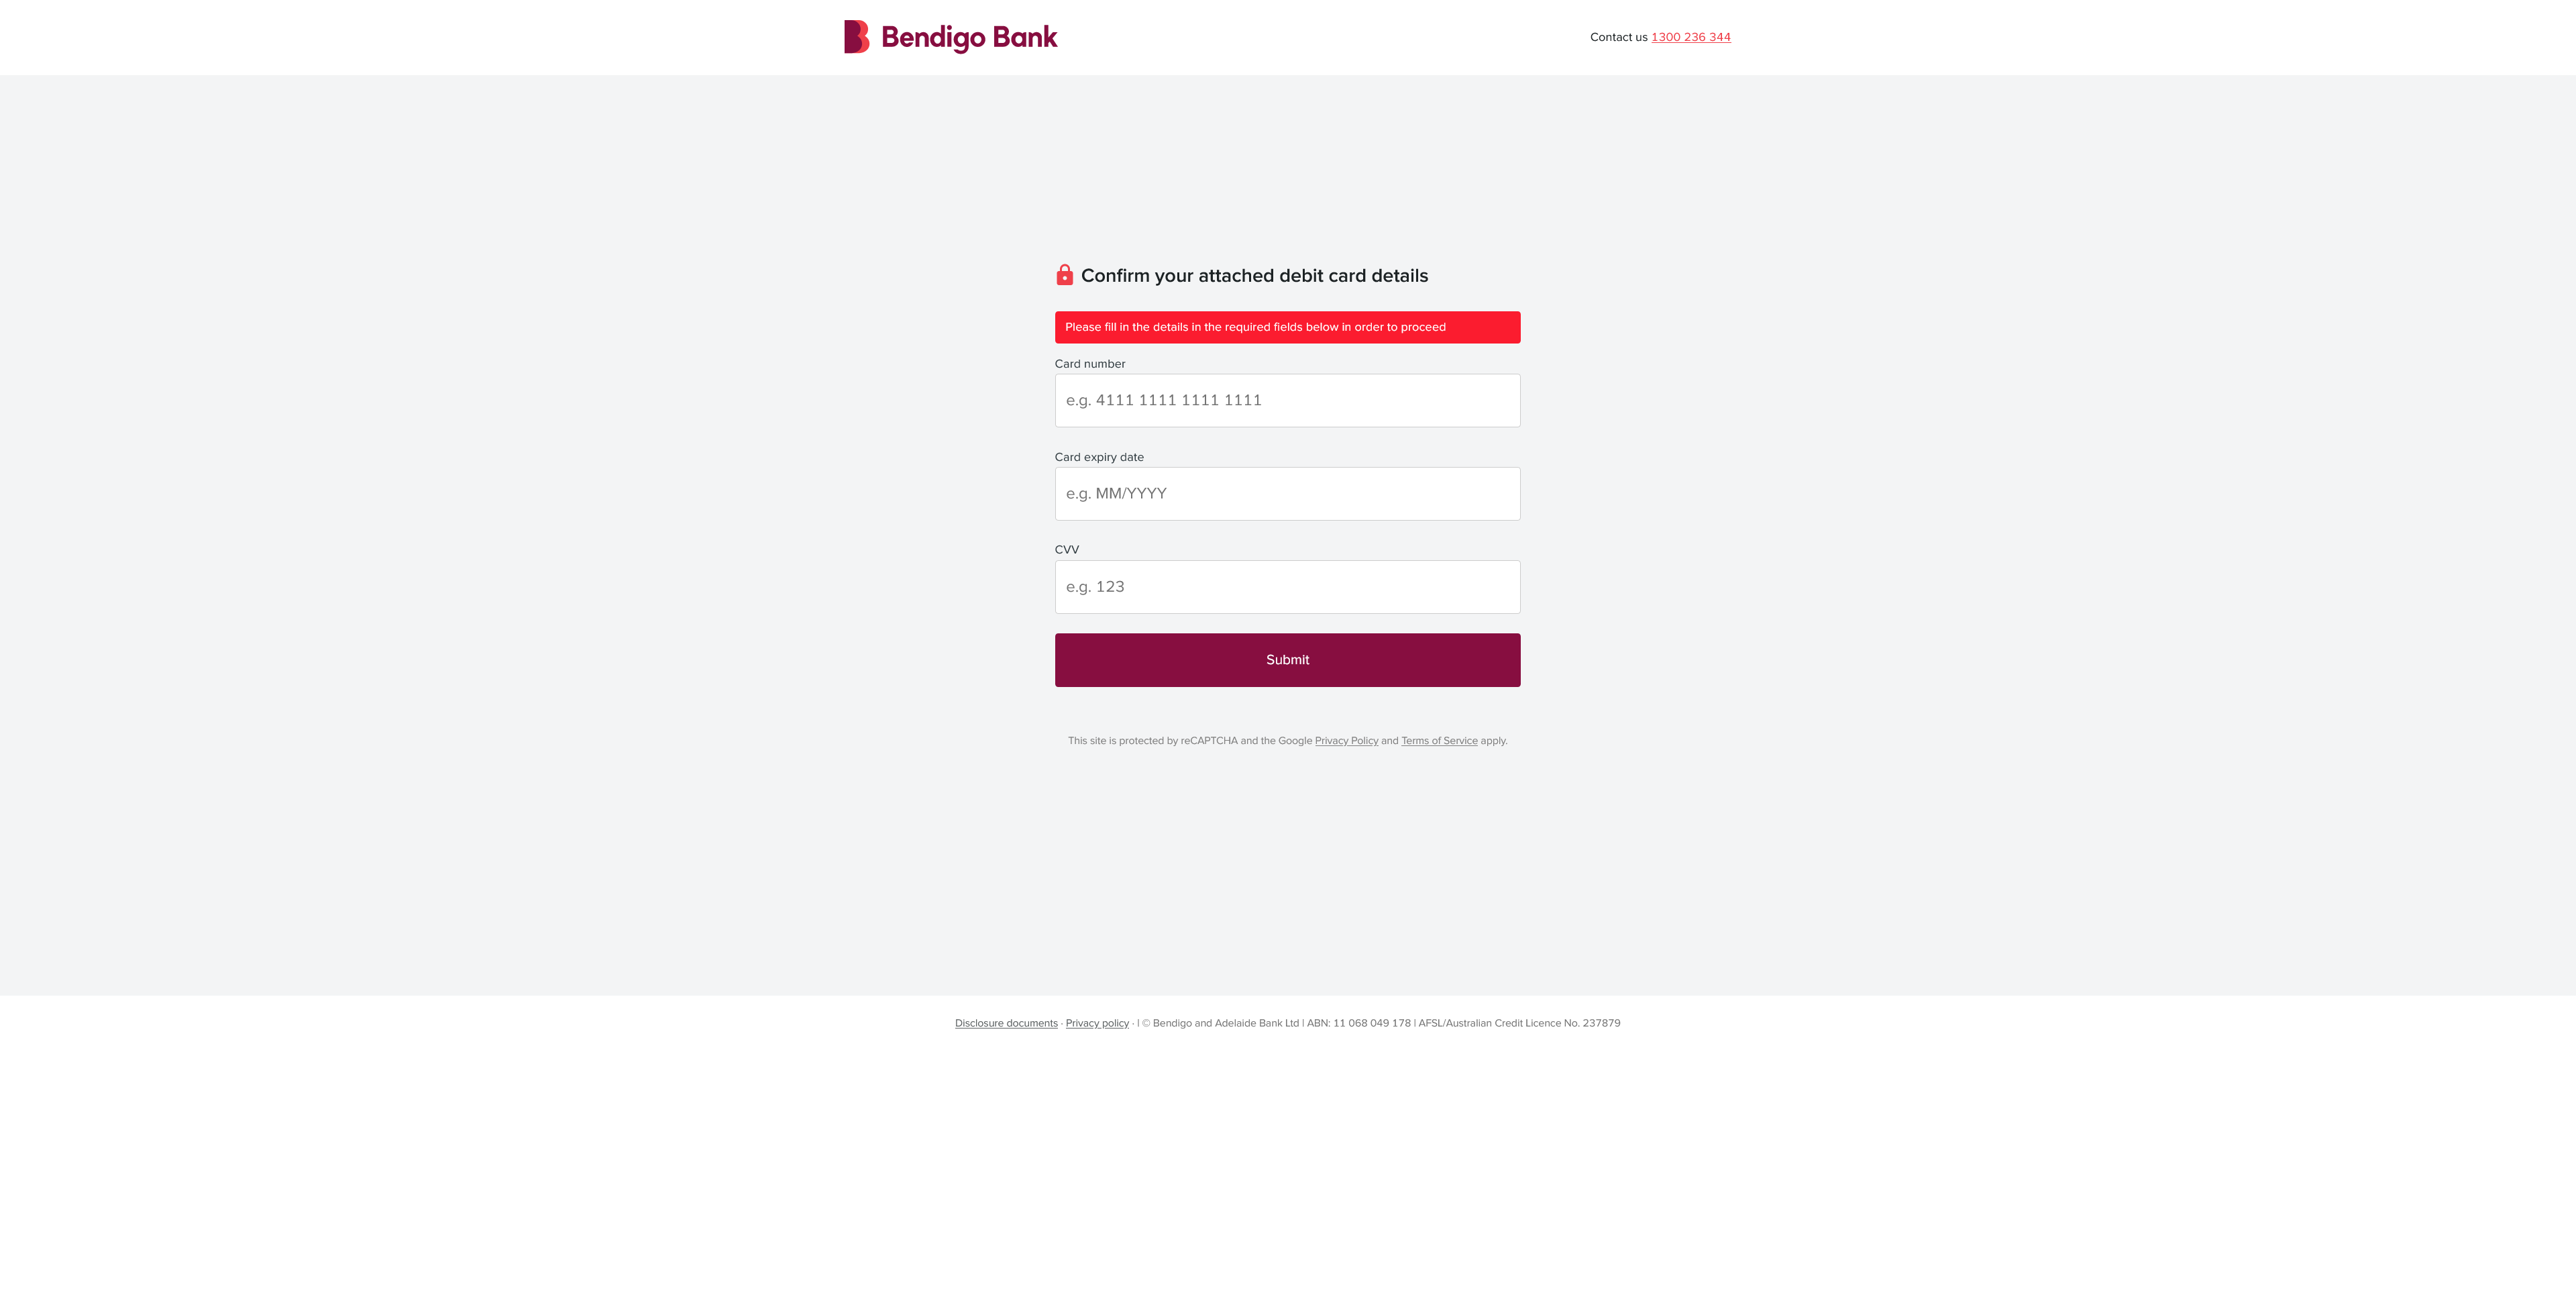 Bendigo Bank
Contact us 1300 236 344
Confirm your attached debit card details
Please fill in the details in the required fields below in order to proceed
Card number
e.g. 4111 1111 1111 1111
Card expiry date
e.g. MM/YYYY
CVV
e.g. 123
Submit
This site is protected by reCAPTCHA and the Google Privacy Policy and Terms of Service apply.
Disclosure documents · Privacy policy · | © Bendigo and Adelaide Bank Ltd | ABN: 11 068 049 178 | AFSL/Australian Credit Licence No. 237879